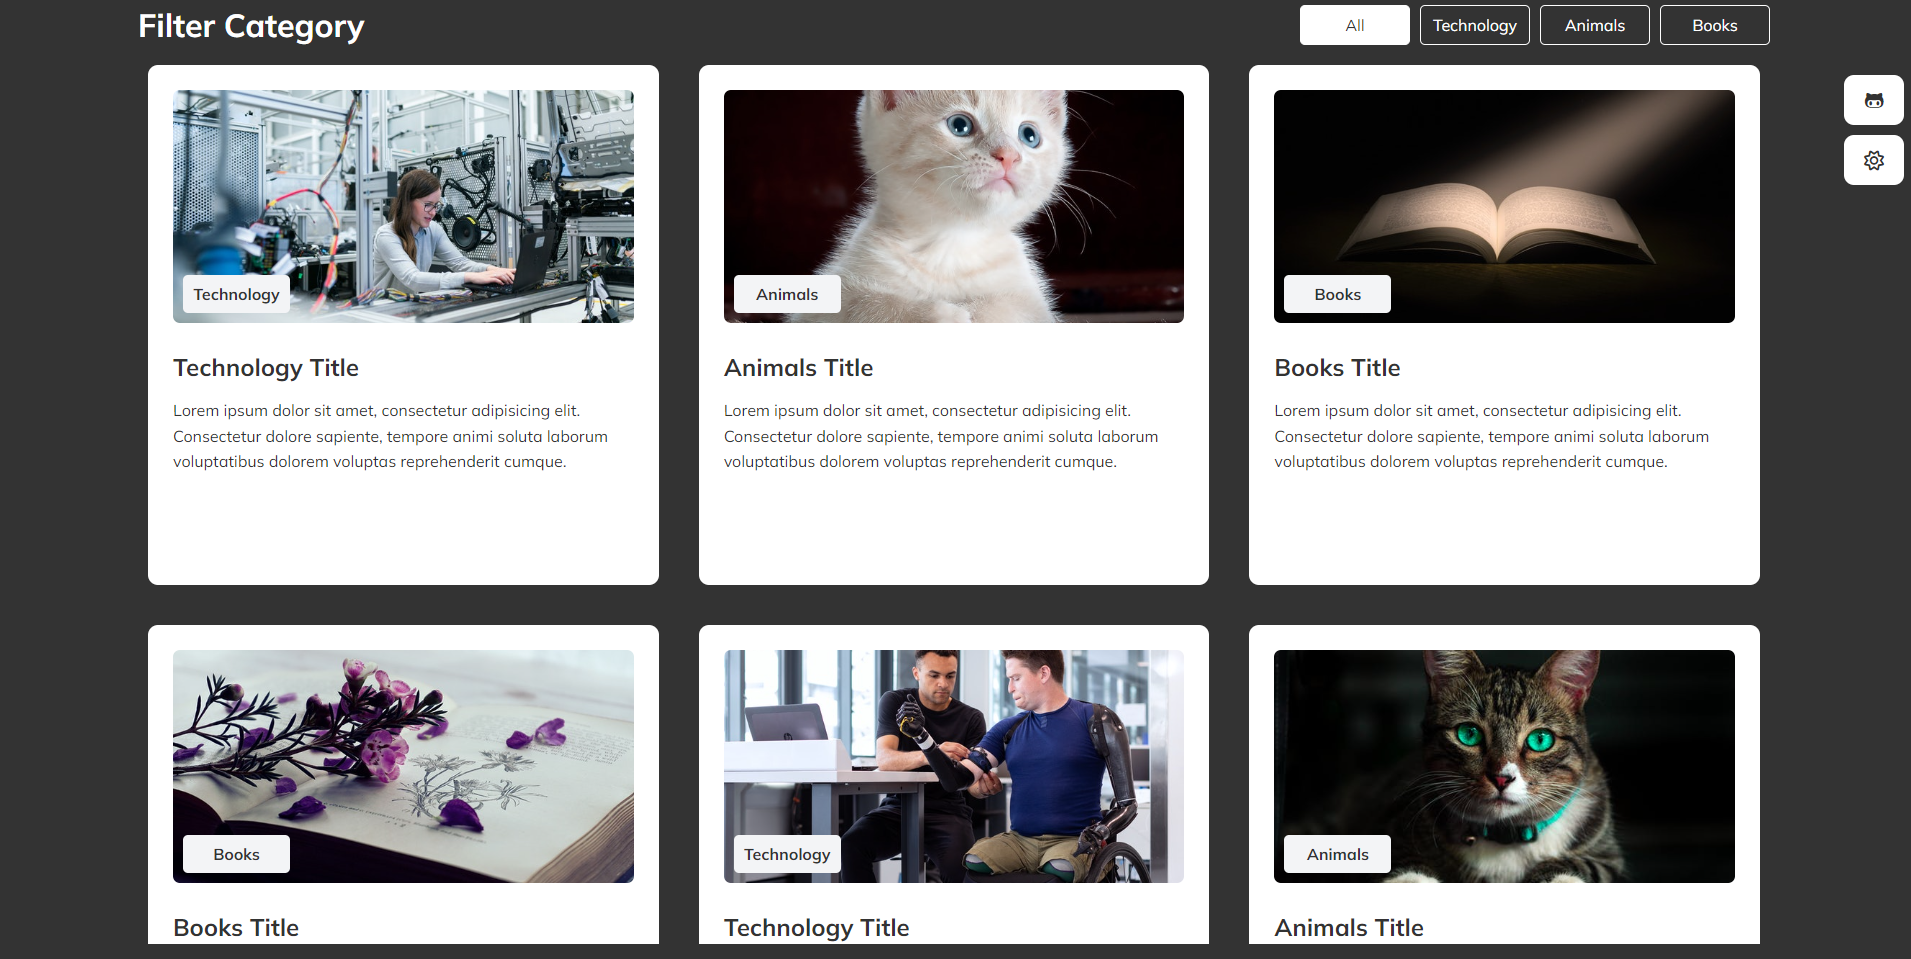 Filter Category
All
Technology
Animals
Books
Technology
Animals
Books
Technology Title
Lorem ipsum dolor sit amet, consectetur adipisicing elit.
Consectetur dolore sapiente, tempore animi soluta laborum
voluptatibus dolorem voluptas reprehenderit cumque.
Animals Title
Lorem ipsum dolor sit amet, consectetur adipisicing elit.
Consectetur dolore sapiente, tempore animi soluta laborum
voluptatibus dolorem voluptas reprehenderit cumque.
Books Title
Lorem ipsum dolor sit amet, consectetur adipisicing elit.
Consectetur dolore sapiente, tempore animi soluta laborum
voluptatibus dolorem voluptas reprehenderit cumque.
Books
Technology
Animals
Books Title
Technology Title
Animals Title